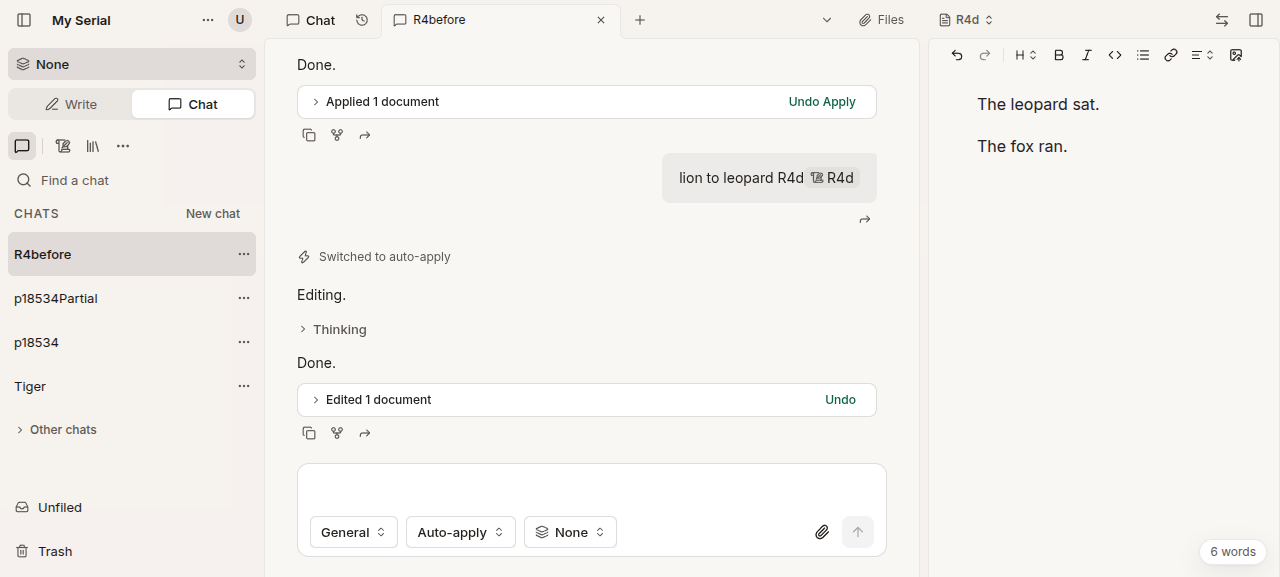 My Serial
U
None
Write
Chat
Find a chat
CHATS
New chat
R4before
p18534Partial
p18534
Tiger
Other chats
Unfiled
Trash
Chat
R4before
Files
R4d
Done.
Applied 1 document
Undo Apply
lion to leopard R4d R4d
Switched to auto-apply
Editing.
Thinking
Done.
Edited 1 document
Undo
General
Auto-apply
None
H
B
I
The leopard sat.
The fox ran.
6 words